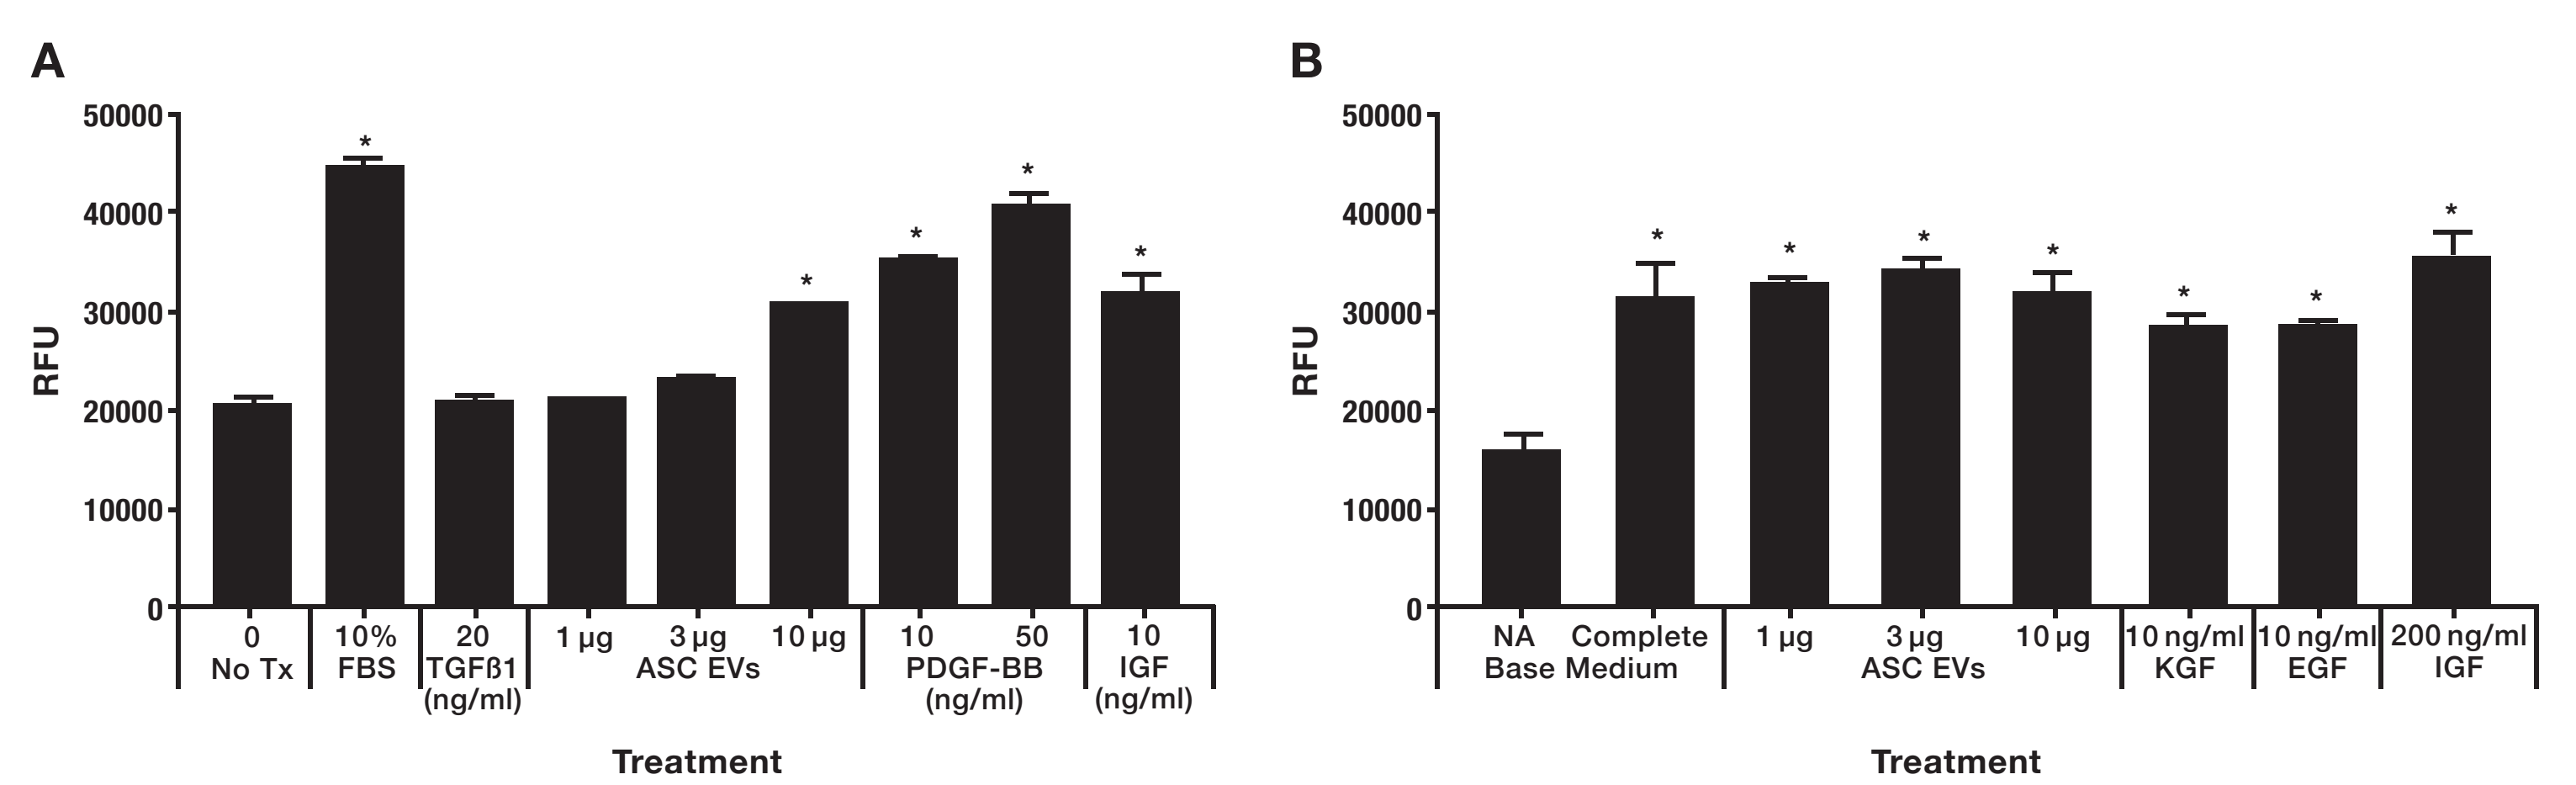 A
50000
40000
30000
20000
10000
0
RFU
* * * * *
0 10% 20 1 µg 3 µg 10 µg 10 50 10
No Tx FBS TGFß1 ASC EVs PDGF-BB IGF
(ng/ml) (ng/ml) (ng/ml)
Treatment
B
50000
40000
30000
20000
10000
0
RFU
* * * * * * *
NA Complete 1 µg 3 µg 10 µg 10 ng/ml 10 ng/ml 200 ng/ml
Base Medium ASC EVs KGF EGF IGF
Treatment